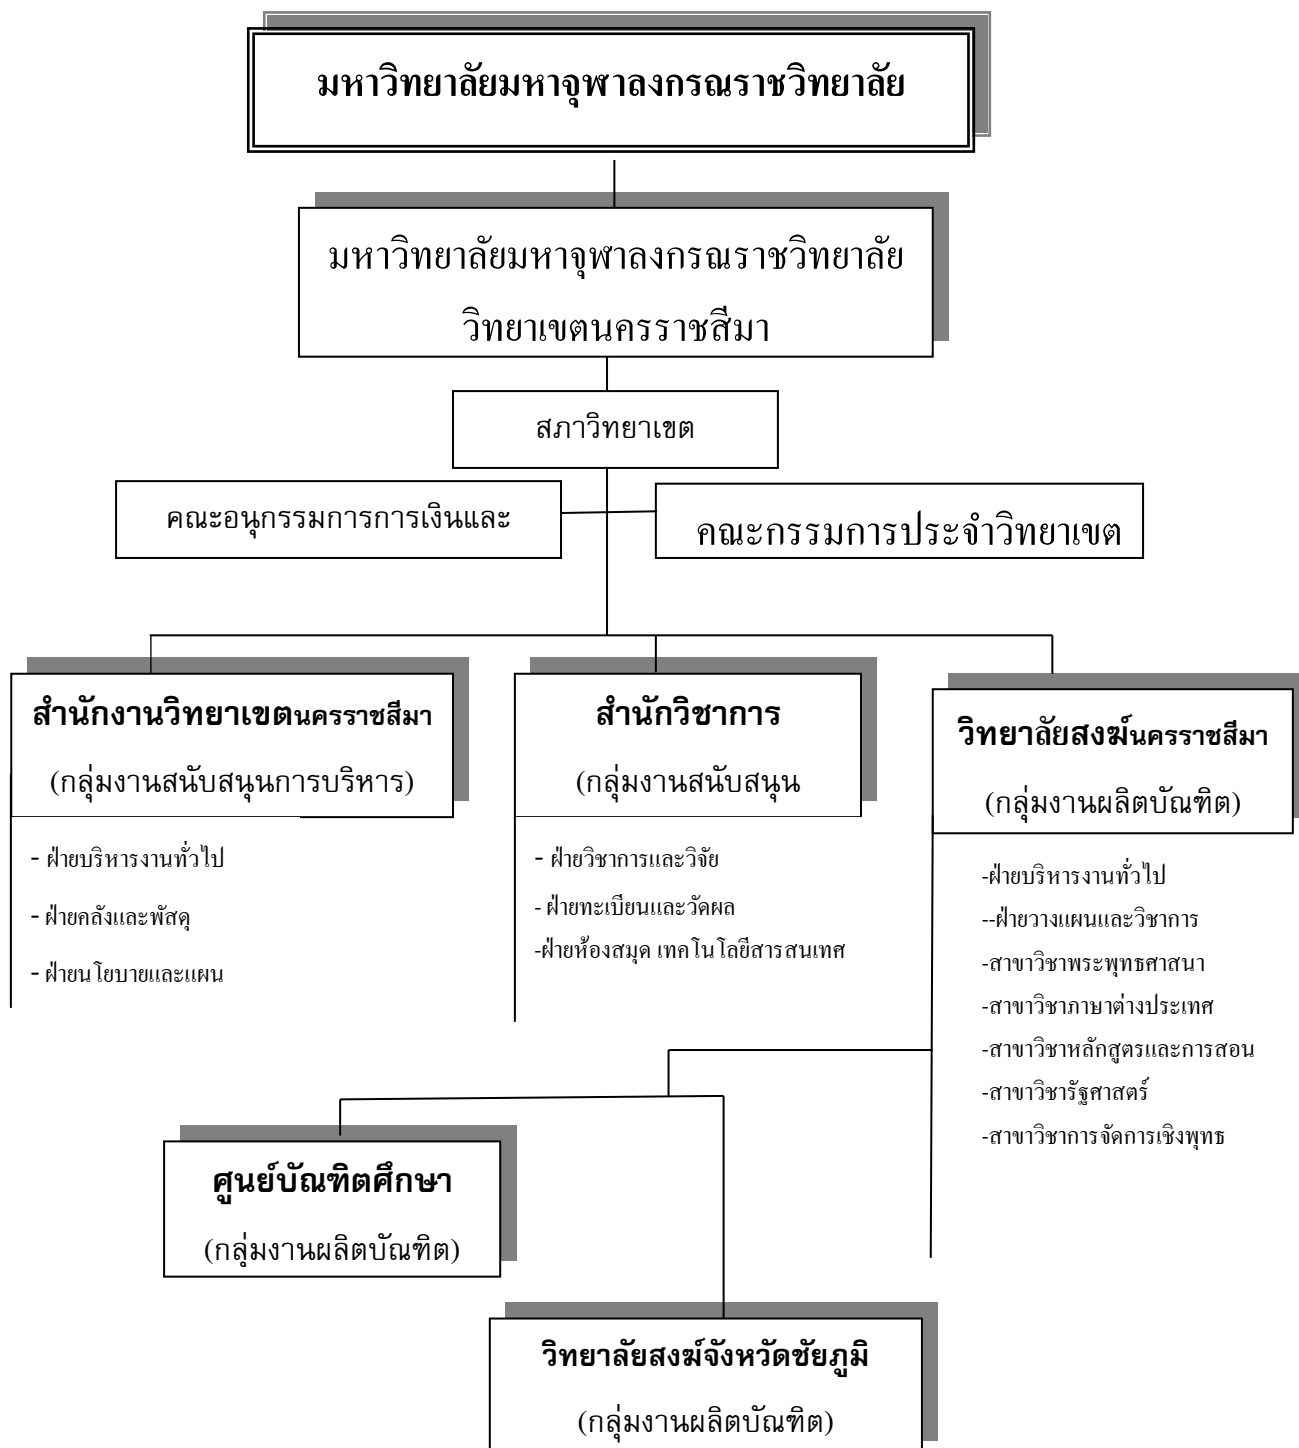 มหาวิทยาลัยมหาจุฬาลงกรณราชวิทยาลัย
มหาวิทยาลัยมหาจุฬาลงกรณราชวิทยาลัย
วิทยาเขตนครราชสีมา
สภาวิทยาเขต
คณะอนุกรรมการการเงินและ
คณะกรรมการประจำวิทยาเขต
สำนักงานวิทยาเขตนครราชสีมา
(กลุ่มงานสนับสนุนการบริหาร)
- ฝ่ายบริหารงานทั่วไป
- ฝ่ายคลังและพัสดุ
- ฝ่ายนโยบายและแผน
สำนักวิชาการ
(กลุ่มงานสนับสนุน
- ฝ่ายวิชาการและวิจัย
- ฝ่ายทะเบียนและวัดผล
-ฝ่ายห้องสมุด เทคโนโลยีสารสนเทศ
วิทยาลัยสงฆ์นครราชสีมา
(กลุ่มงานผลิตบัณฑิต)
-ฝ่ายบริหารงานทั่วไป
--ฝ่ายวางแผนและวิชาการ
-สาขาวิชาพระพุทธศาสนา
-สาขาวิชาภาษาต่างประเทศ
-สาขาวิชาหลักสูตรและการสอน
-สาขาวิชารัฐศาสตร์
-สาขาวิชาการจัดการเชิงพุทธ
ศูนย์บัณฑิตศึกษา
(กลุ่มงานผลิตบัณฑิต)
วิทยาลัยสงฆ์จังหวัดชัยภูมิ
(กลุ่มงานผลิตบัณฑิต)